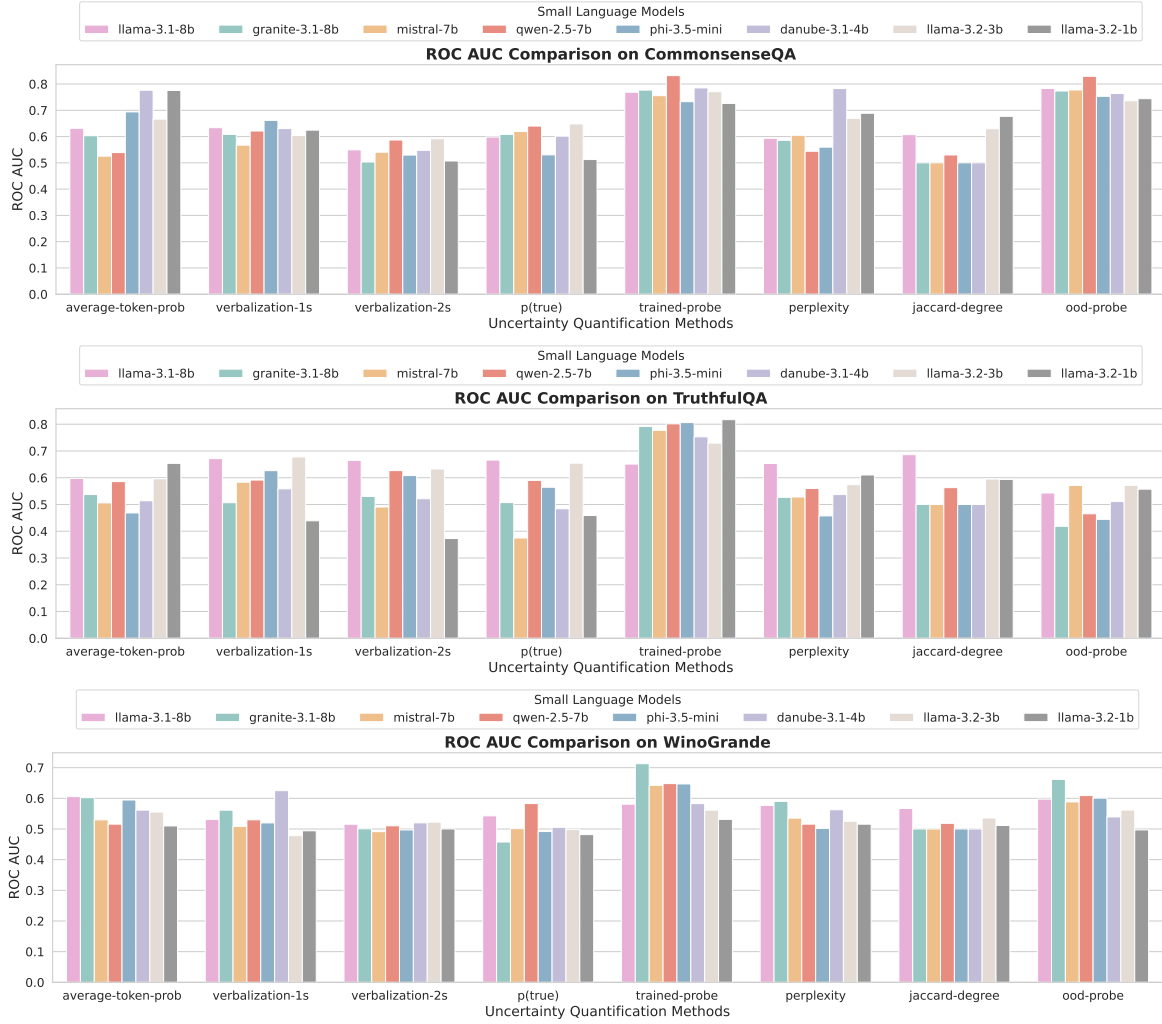 Small Language Models
llama-3.1-8b granite-3.1-8b mistral-7b qwen-2.5-7b phi-3.5-mini danube-3.1-4b llama-3.2-3b llama-3.2-1b
ROC AUC Comparison on CommonsenseQA
ROC AUC
0.8
0.7
0.6
0.5
0.4
0.3
0.2
0.1
0.0
average-token-prob verbalization-1s verbalization-2s p(true) trained-probe perplexity jaccard-degree ood-probe
Uncertainty Quantification Methods
Small Language Models
llama-3.1-8b granite-3.1-8b mistral-7b qwen-2.5-7b phi-3.5-mini danube-3.1-4b llama-3.2-3b llama-3.2-1b
ROC AUC Comparison on TruthfulQA
ROC AUC
0.8
0.7
0.6
0.5
0.4
0.3
0.2
0.1
0.0
average-token-prob verbalization-1s verbalization-2s p(true) trained-probe perplexity jaccard-degree ood-probe
Uncertainty Quantification Methods
Small Language Models
llama-3.1-8b granite-3.1-8b mistral-7b qwen-2.5-7b phi-3.5-mini danube-3.1-4b llama-3.2-3b llama-3.2-1b
ROC AUC Comparison on WinoGrande
ROC AUC
0.7
0.6
0.5
0.4
0.3
0.2
0.1
0.0
average-token-prob verbalization-1s verbalization-2s p(true) trained-probe perplexity jaccard-degree ood-probe
Uncertainty Quantification Methods